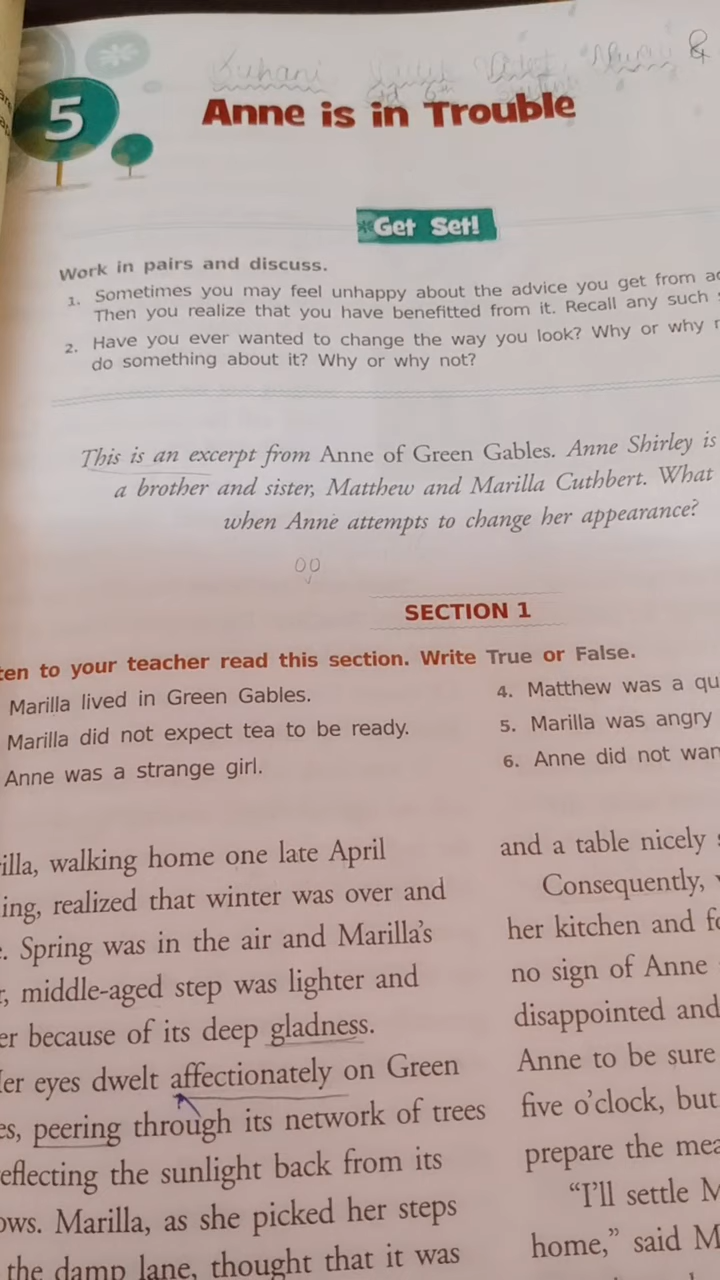 Kuhani
&
5
Anne is in Trouble
Get Set!
Work in pairs and discuss.
1. Sometimes you may feel unhappy about the advice you get from
Then you realize that you have benefitted from it. Recall any such
2. Have you ever wanted to change the way you look? Why or why
do something about it? Why or why not?
This is an excerpt from Anne of Green Gables. Anne Shirley is
a brother and sister, Matthew and Marilla Cuthbert. What
when Anne attempts to change her appearance?
SECTION 1
ten to your teacher read this section. Write True or False.
Marilla lived in Green Gables.
Marilla did not expect tea to be ready.
Anne was a strange girl.
4. Matthew was a qu
5. Marilla was angry
6. Anne did not wan
illa, walking home one late April
ing, realized that winter was over and
. Spring was in the air and Marilla's
, middle-aged step was lighter and
er because of its deep gladness.
er eyes dwelt affectionately on Green
es, peering through its network of trees
eflecting the sunlight back from its
ows. Marilla, as she picked her steps
the damp lane, thought that it was
and a table nicely
Consequently,
her kitchen and fo
no sign of Anne
disappointed and
Anne to be sure
five o'clock, but
prepare the mea
"I'll settle M
home," said M